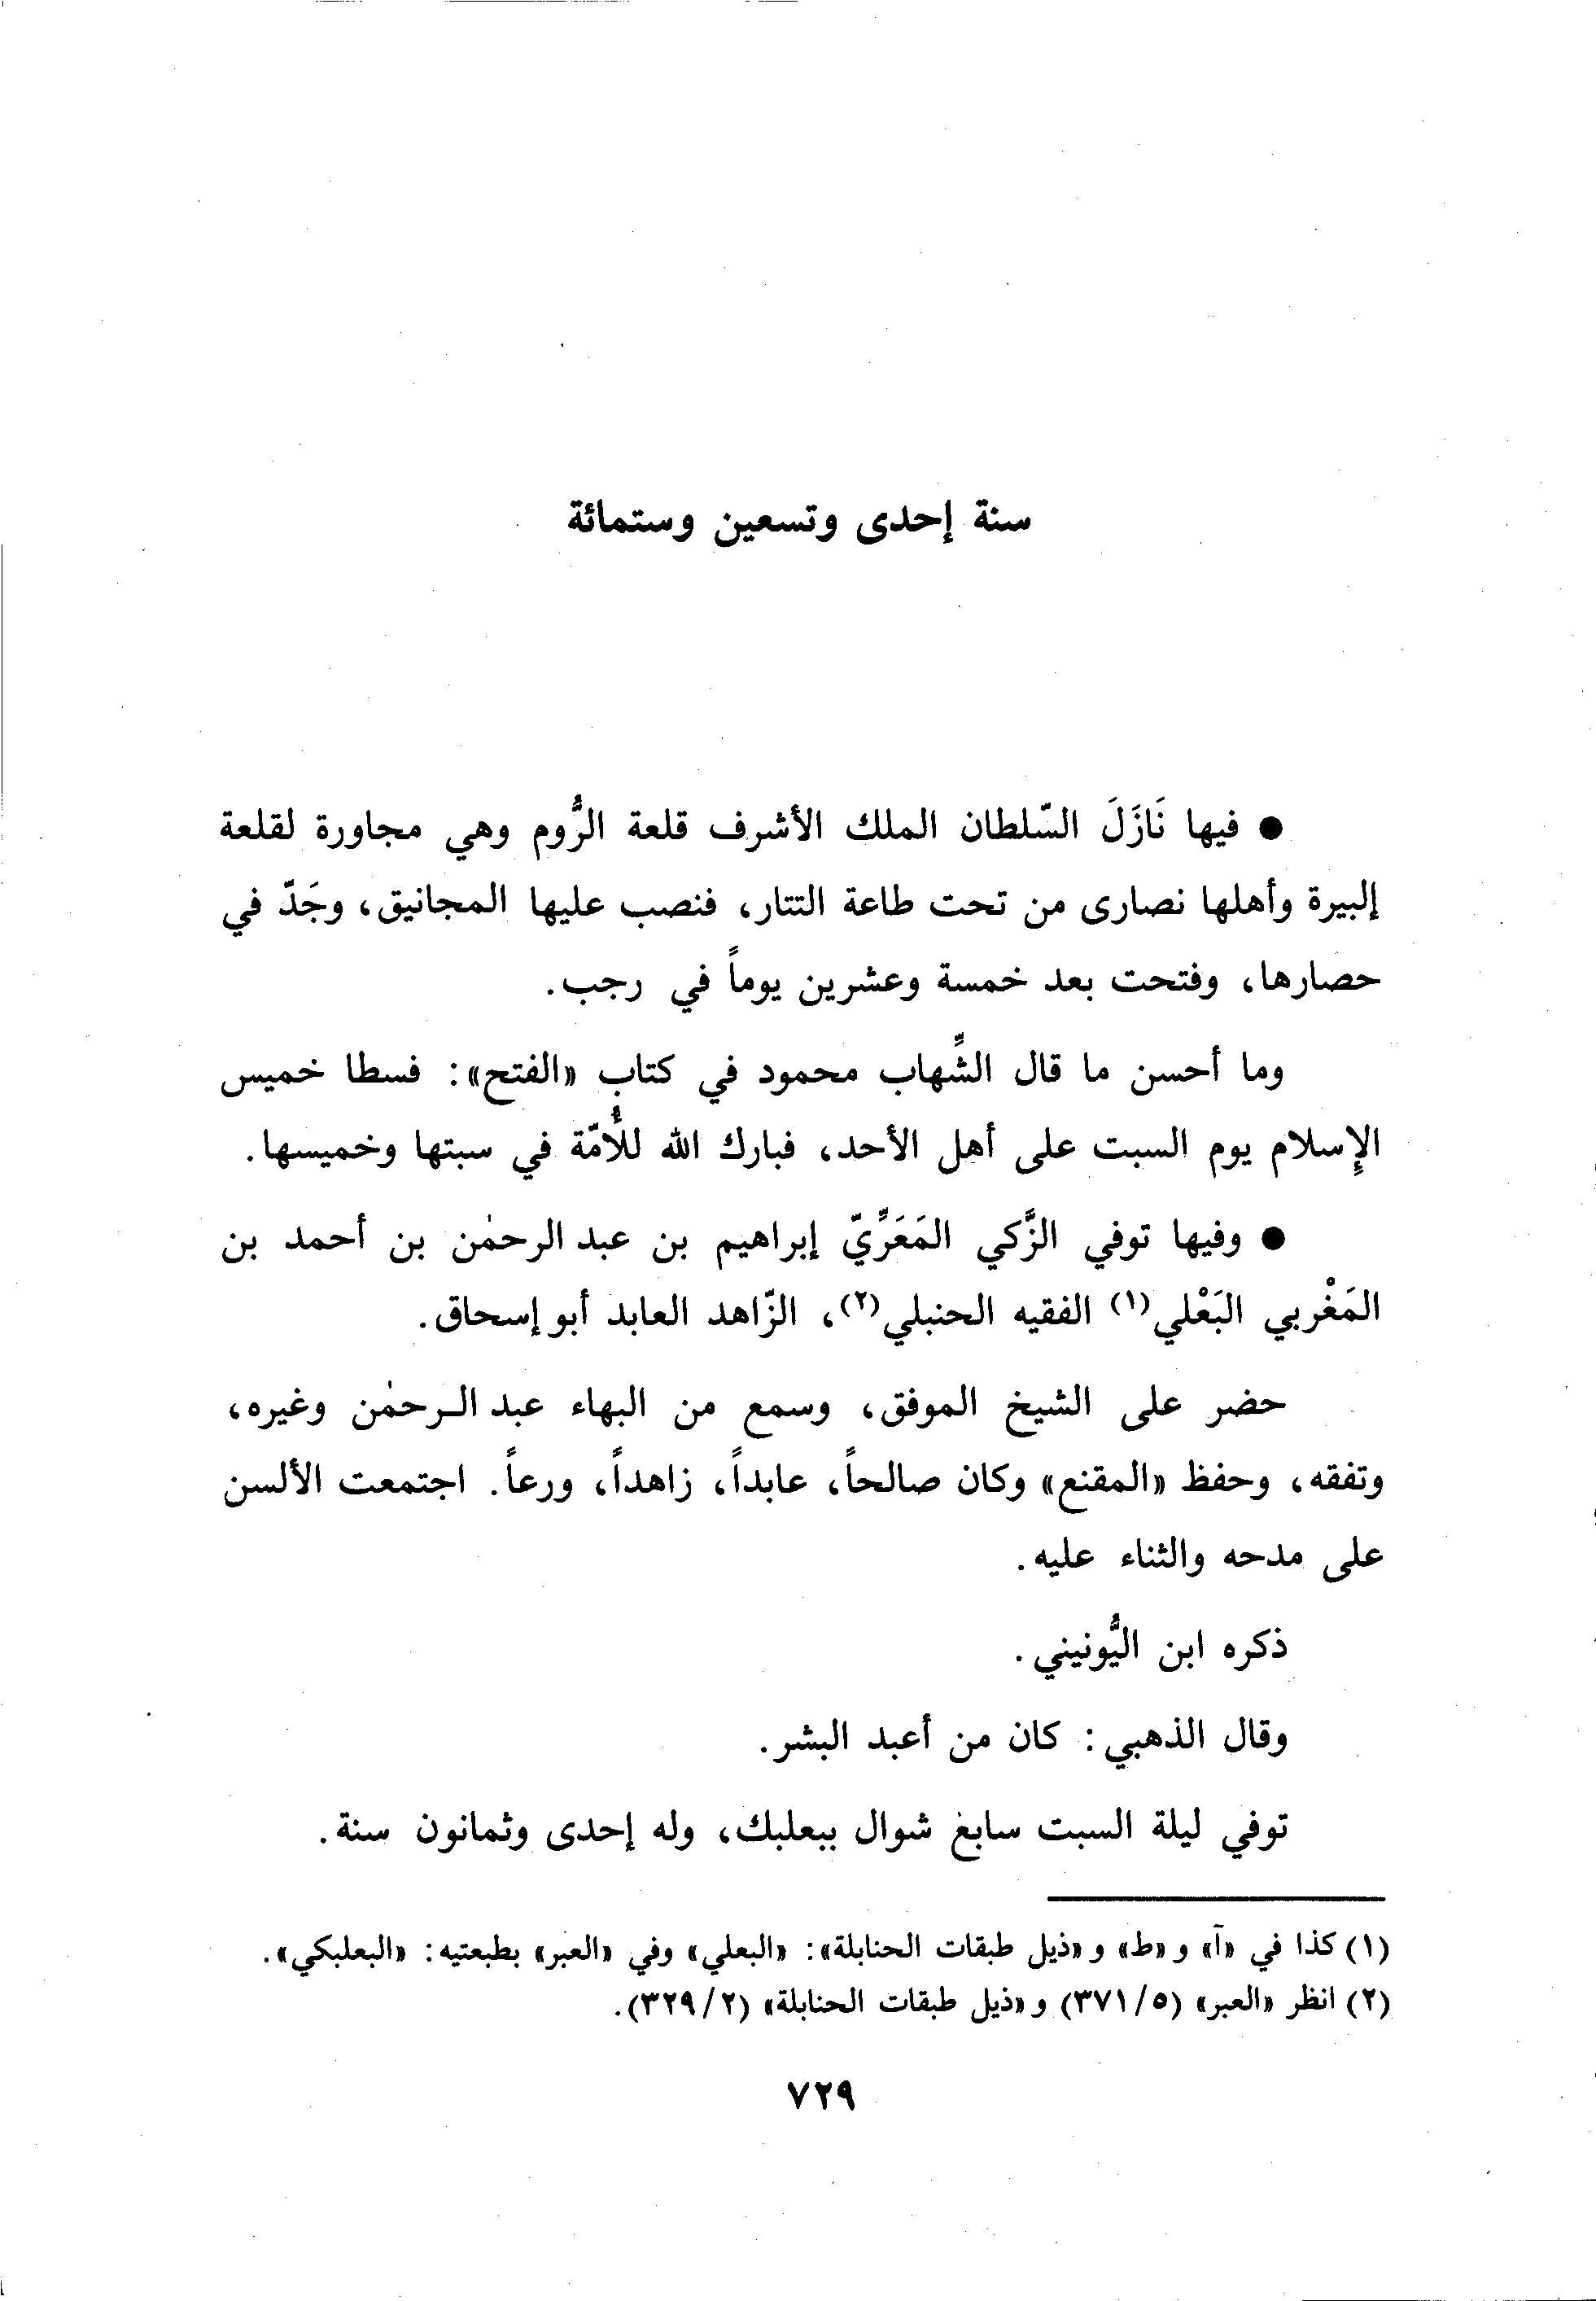 سنة إحدى وتسعين وستمائة
● فيها نَازَلَ السّلطان الملك الأشرف قلعة الرُّوم وهي مجاورة لقلعة
إلبيرة وأهلها نصارى من تحت طاعة التتار، فنصب عليها المجانيق، وجَدّ في
حصارها، وفتحت بعد خمسة وعشرين يوماً في رجب.
وما أحسن ما قال الشِّهاب محمود في كتاب «الفتح»: فسطا خميس
الإسلام يوم السبت على أهل الأحد، فبارك الله للأُمّة في سبتها وخميسها.
● وفيها توفي الزَّكي المَعَرِّيّ إبراهيم بن عبد الرحمٰن بن أحمد بن
المَغْربي البَعْلي(١) الفقيه الحنبلي(٢)، الزّاهد العابد أبو إسحاق.
حضر على الشيخ الموفق، وسمع من البهاء عبد الـرحمٰن وغيره،
وتفقه، وحفظ «المقنع» وكان صالحاً، عابداً، زاهداً، ورعاً. اجتمعت الألسن
على مدحه والثناء عليه.
ذكره ابن اليُّونيني.
وقال الذهبي: كان من أعبد البشر.
توفي ليلة السبت سابغ شوال ببعلبك، وله إحدى وثمانون سنة.
(١) كذا في «آ» و «ط» و «ذيل طبقات الحنابلة»: «البعلي» وفي «العبر» بطبعتيه: «البعلبكي».
(٢) انظر «العبر» (٥/ ٣٧١) و «ذيل طبقات الحنابلة» (٢/ ٣٢٩).
٧٢٩